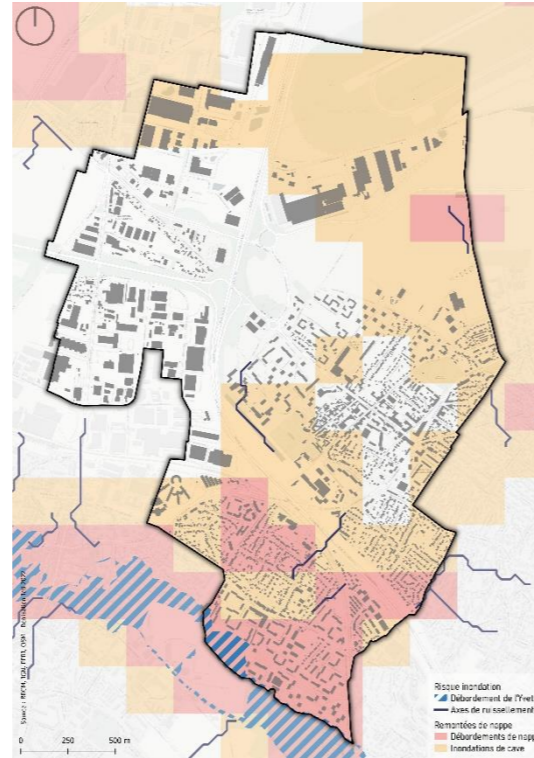 Risque inondation
Débordement de l'Yvett
Axes de ruissellement
Remontées de nappe
Débordements de napp
Inondations de cave
0 250 500 m